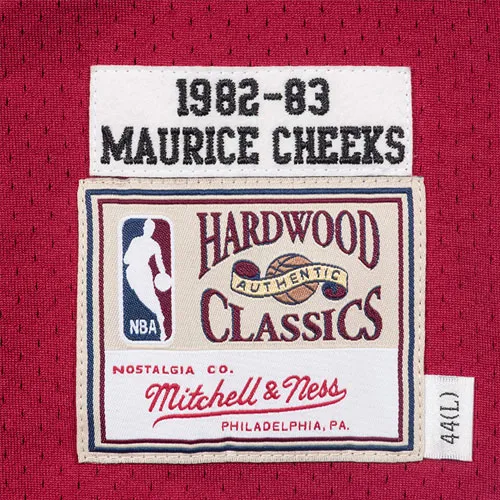 1982-83
MAURICE CHEEKS
HARDWOOD
AUTHENTIC
CLASSICS
NBA
NOSTALGIA CO.
Mitchell & Ness
PHILADELPHIA, PA.
44(L)